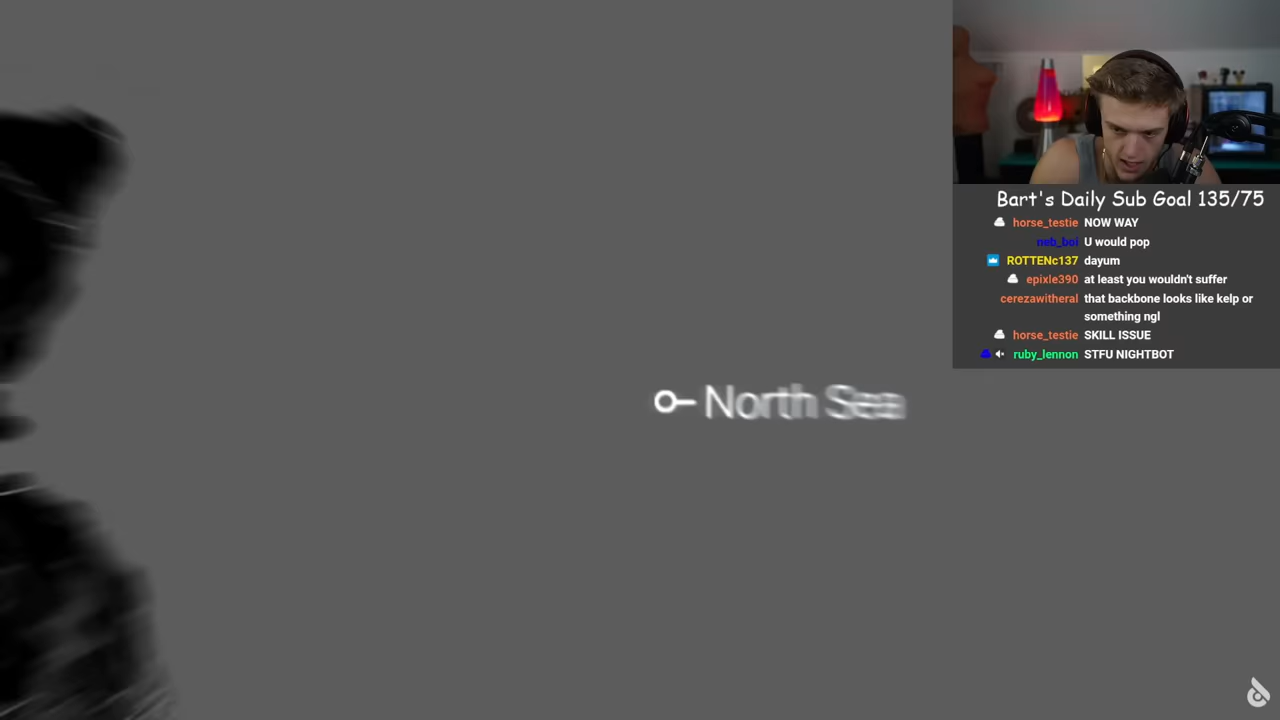 Bart's Daily Sub Goal 135/75
horse_testie NOW WAY
neb_boi U would pop
ROTTENc137 dayum
epixle390 at least you wouldn't suffer
cerezawitheral that backbone looks like kelp or
something ngl
horse_testie SKILL ISSUE
ruby_lennon STFU NIGHTBOT
North Sea